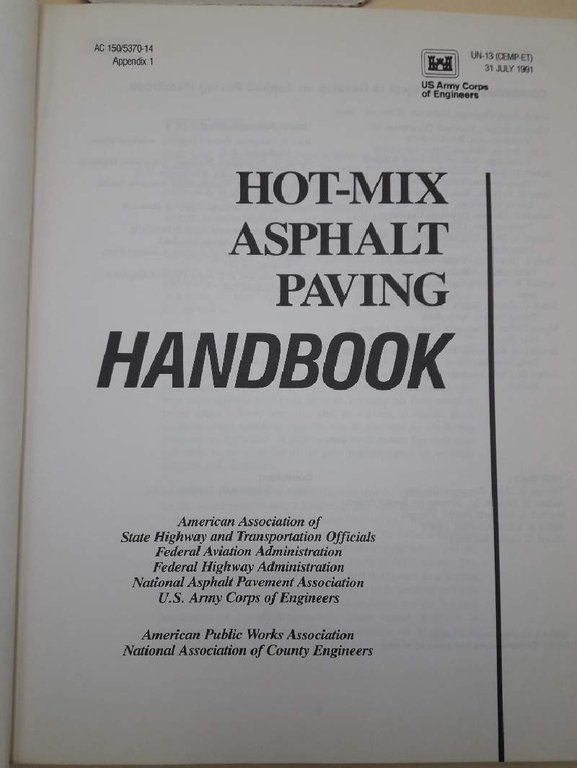 AC 150/5370-14
Appendix 1
UN-13 (CEMP-ET)
31 JULY 1991
US Army Corps
of Engineers
HOT-MIX
ASPHALT
PAVING
HANDBOOK
American Association of
State Highway and Transportation Officials
Federal Aviation Administration
Federal Highway Administration
National Asphalt Pavement Association
U.S. Army Corps of Engineers
American Public Works Association
National Association of County Engineers